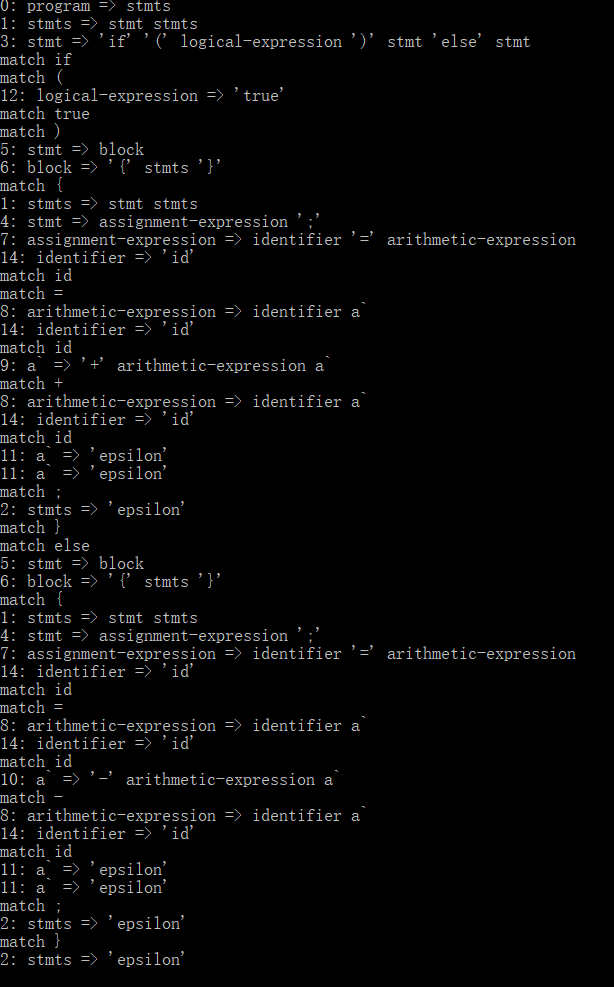 0: program => stmts
1: stmts => stmt stmts
3: stmt => 'if' '(' logical-expression ')' stmt 'else' stmt
match if
match (
12: logical-expression => 'true'
match true
match )
5: stmt => block
6: block => '{' stmts '}'
match {
1: stmts => stmt stmts
4: stmt => assignment-expression ';'
7: assignment-expression => identifier '=' arithmetic-expression
14: identifier => 'id'
match id
match =
8: arithmetic-expression => identifier a`
14: identifier => 'id'
match id
9: a` => '+' arithmetic-expression a`
match +
8: arithmetic-expression => identifier a`
14: identifier => 'id'
match id
11: a` => 'epsilon'
11: a` => 'epsilon'
match ;
2: stmts => 'epsilon'
match }
match else
5: stmt => block
6: block => '{' stmts '}'
match {
1: stmts => stmt stmts
4: stmt => assignment-expression ';'
7: assignment-expression => identifier '=' arithmetic-expression
14: identifier => 'id'
match id
match =
8: arithmetic-expression => identifier a`
14: identifier => 'id'
match id
10: a` => '-' arithmetic-expression a`
match -
8: arithmetic-expression => identifier a`
14: identifier => 'id'
match id
11: a` => 'epsilon'
11: a` => 'epsilon'
match ;
2: stmts => 'epsilon'
match }
2: stmts => 'epsilon'